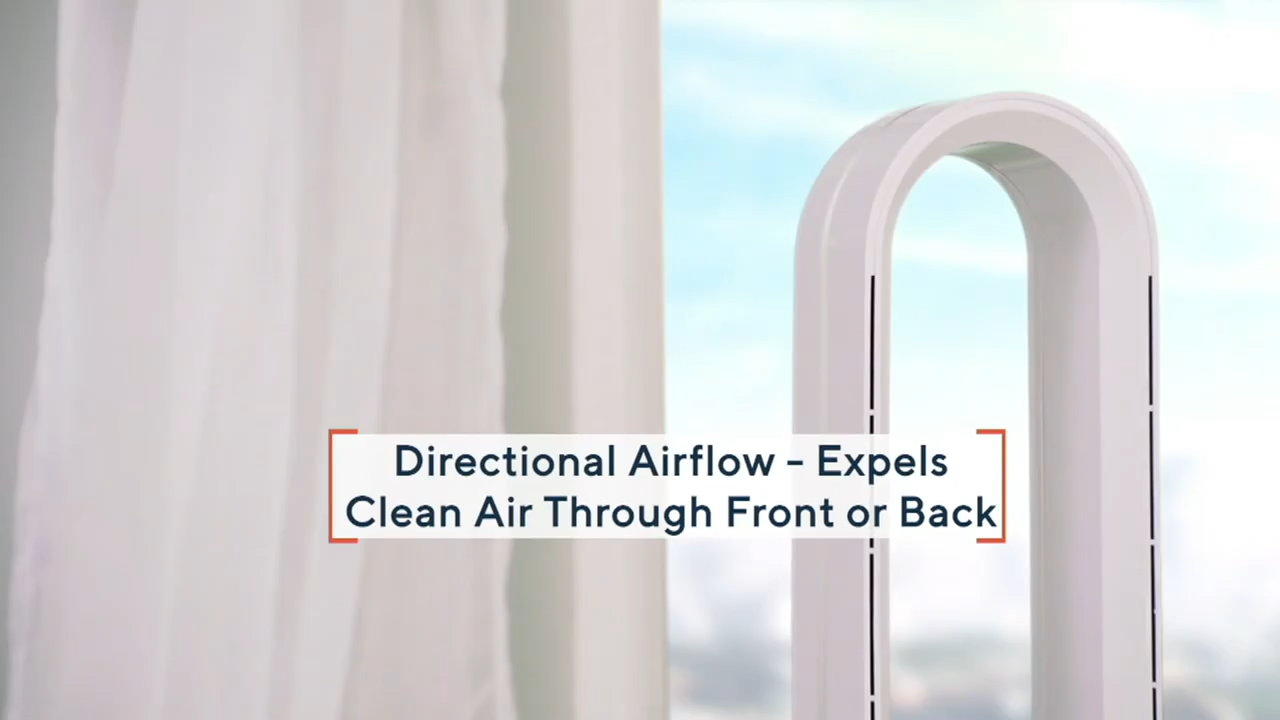 Directional Airflow - Expels
Clean Air Through Front or Back